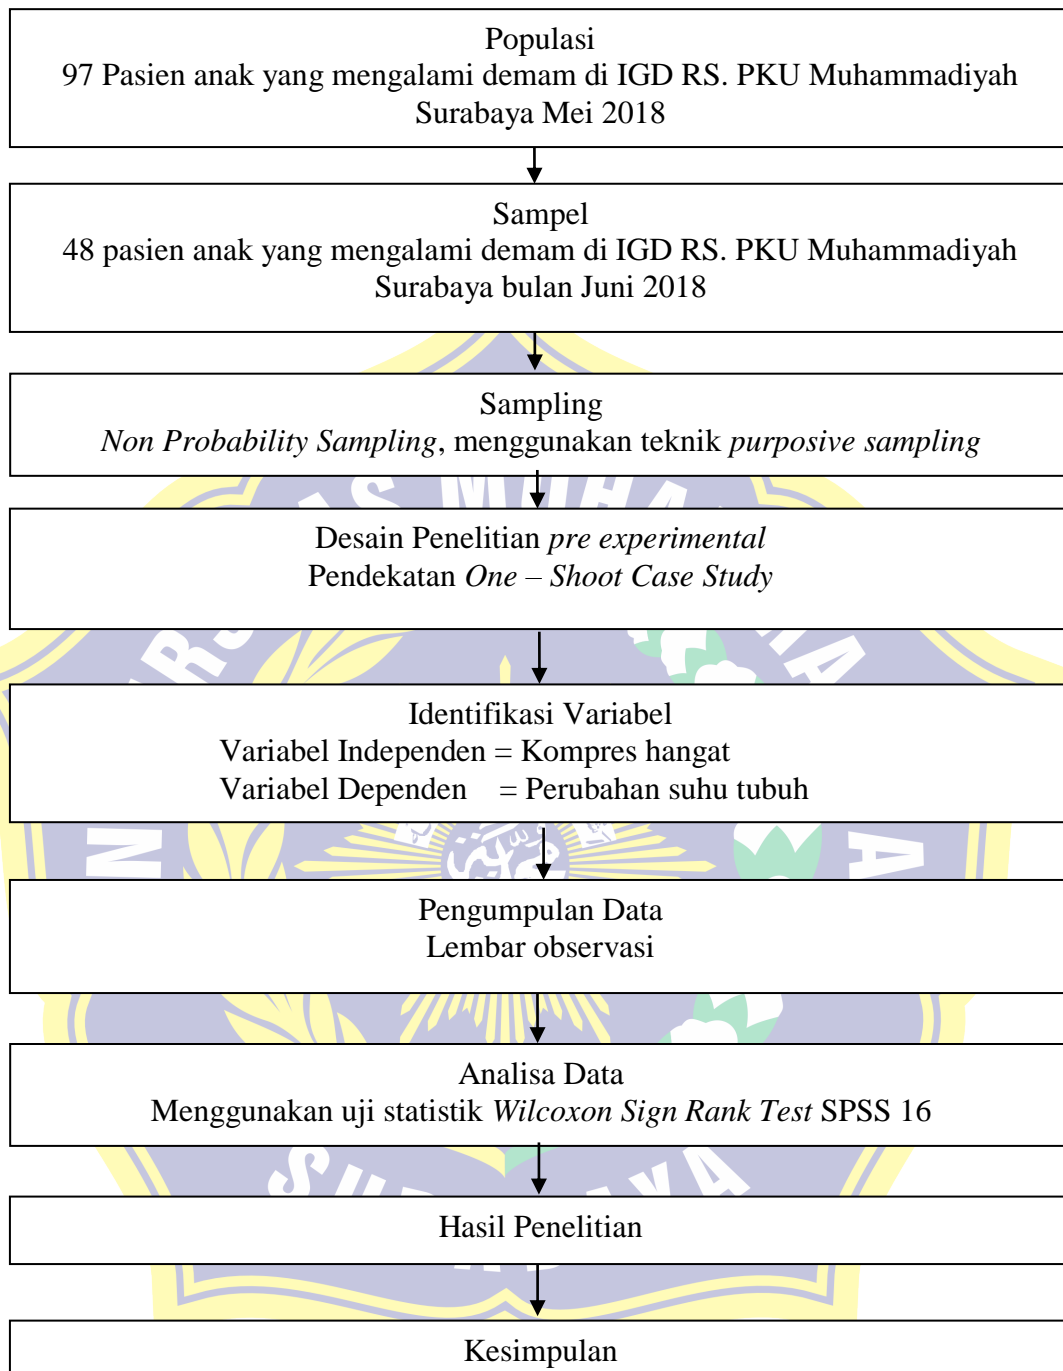 Populasi
97 Pasien anak yang mengalami demam di IGD RS. PKU Muhammadiyah
Surabaya Mei 2018
Sampel
48 pasien anak yang mengalami demam di IGD RS. PKU Muhammadiyah
Surabaya bulan Juni 2018
Sampling
Non Probability Sampling, menggunakan teknik purposive sampling
Desain Penelitian pre experimental
Pendekatan One – Shoot Case Study
Identifikasi Variabel
Variabel Independen = Kompres hangat
Variabel Dependen = Perubahan suhu tubuh
Pengumpulan Data
Lembar observasi
Analisa Data
Menggunakan uji statistik Wilcoxon Sign Rank Test SPSS 16
Hasil Penelitian
Kesimpulan